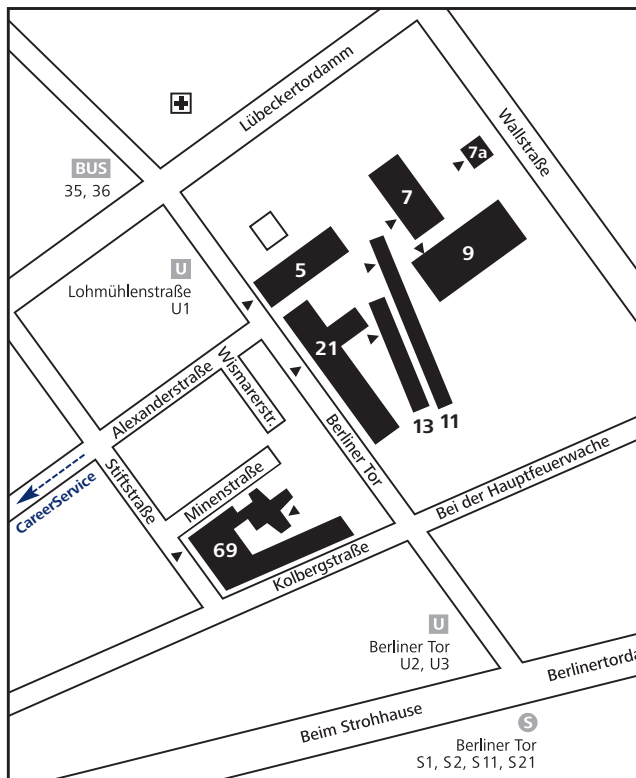 Lübeckertordamm
Wallstraße
BUS
35, 36
7a
7
9
5
U
Lohmühlenstraße
U1
21
Wismarerstr.
Alexanderstraße
Berliner Tor
13
11
Bei der Hauptfeuerwache
CareerService
Stiftstraße
Minenstraße
69
Kolbergstraße
U
Berliner Tor
U2, U3
Berlinertorda
Beim Strohhause
S
Berliner Tor
S1, S2, S11, S21